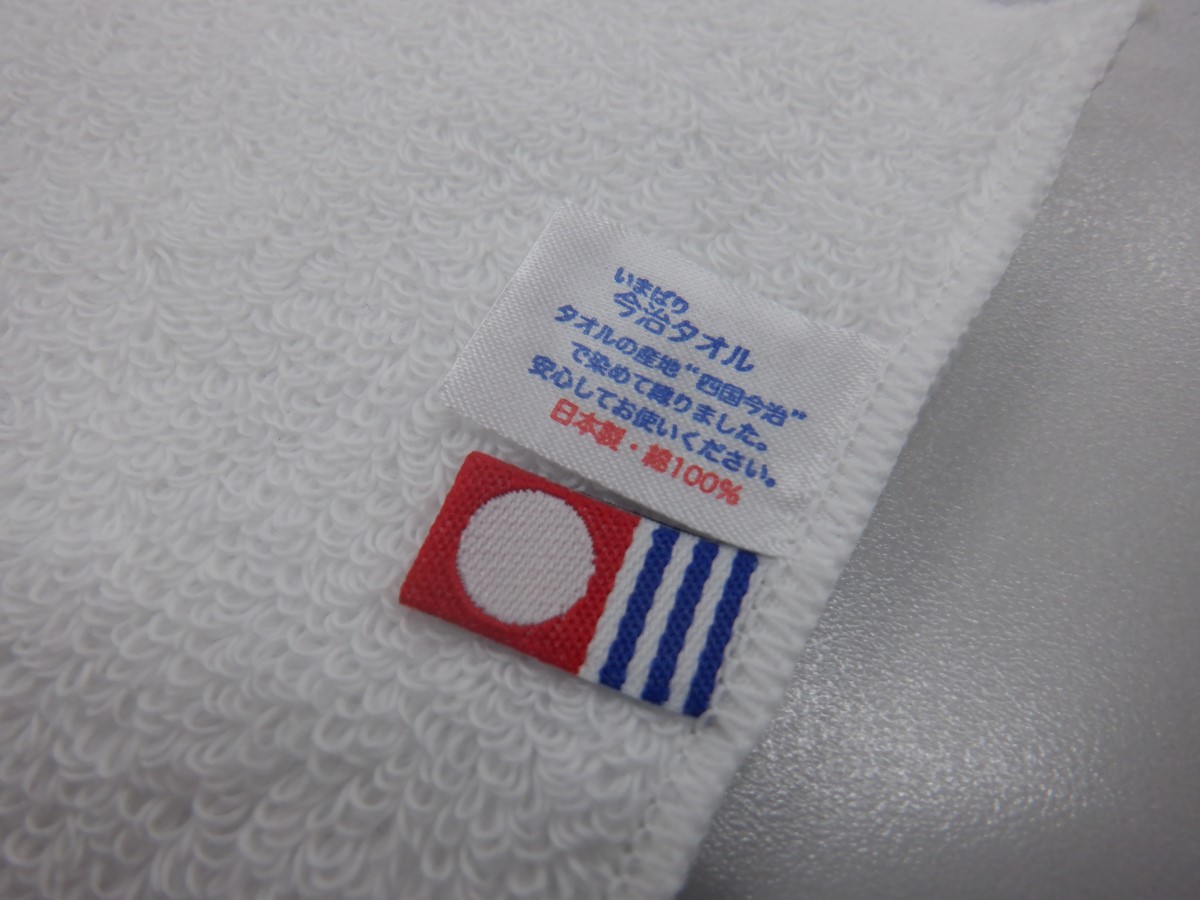 いまばり
今治タオル
タオルの産地"四国今治"
で染めて織りました。
安心してお使いください。
日本製・綿100%